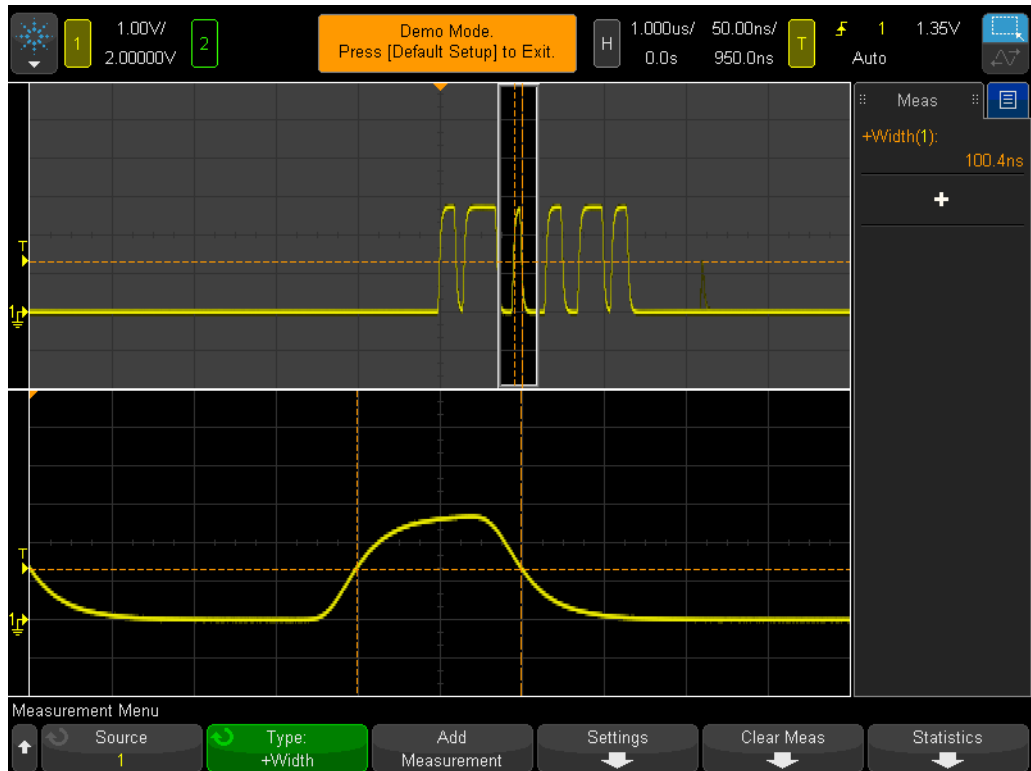 1
1.00V/
2.00000V
2
Demo Mode.
Press [Default Setup] to Exit.
H
1.000us/ 50.00ns/
0.0s 950.0ns
T
1 1.35V
Auto
Meas
+Width(1):
100.4ns
+
T
1
T
1
Measurement Menu
Source
1
Type:
+Width
Add
Measurement
Settings
Clear Meas
Statistics